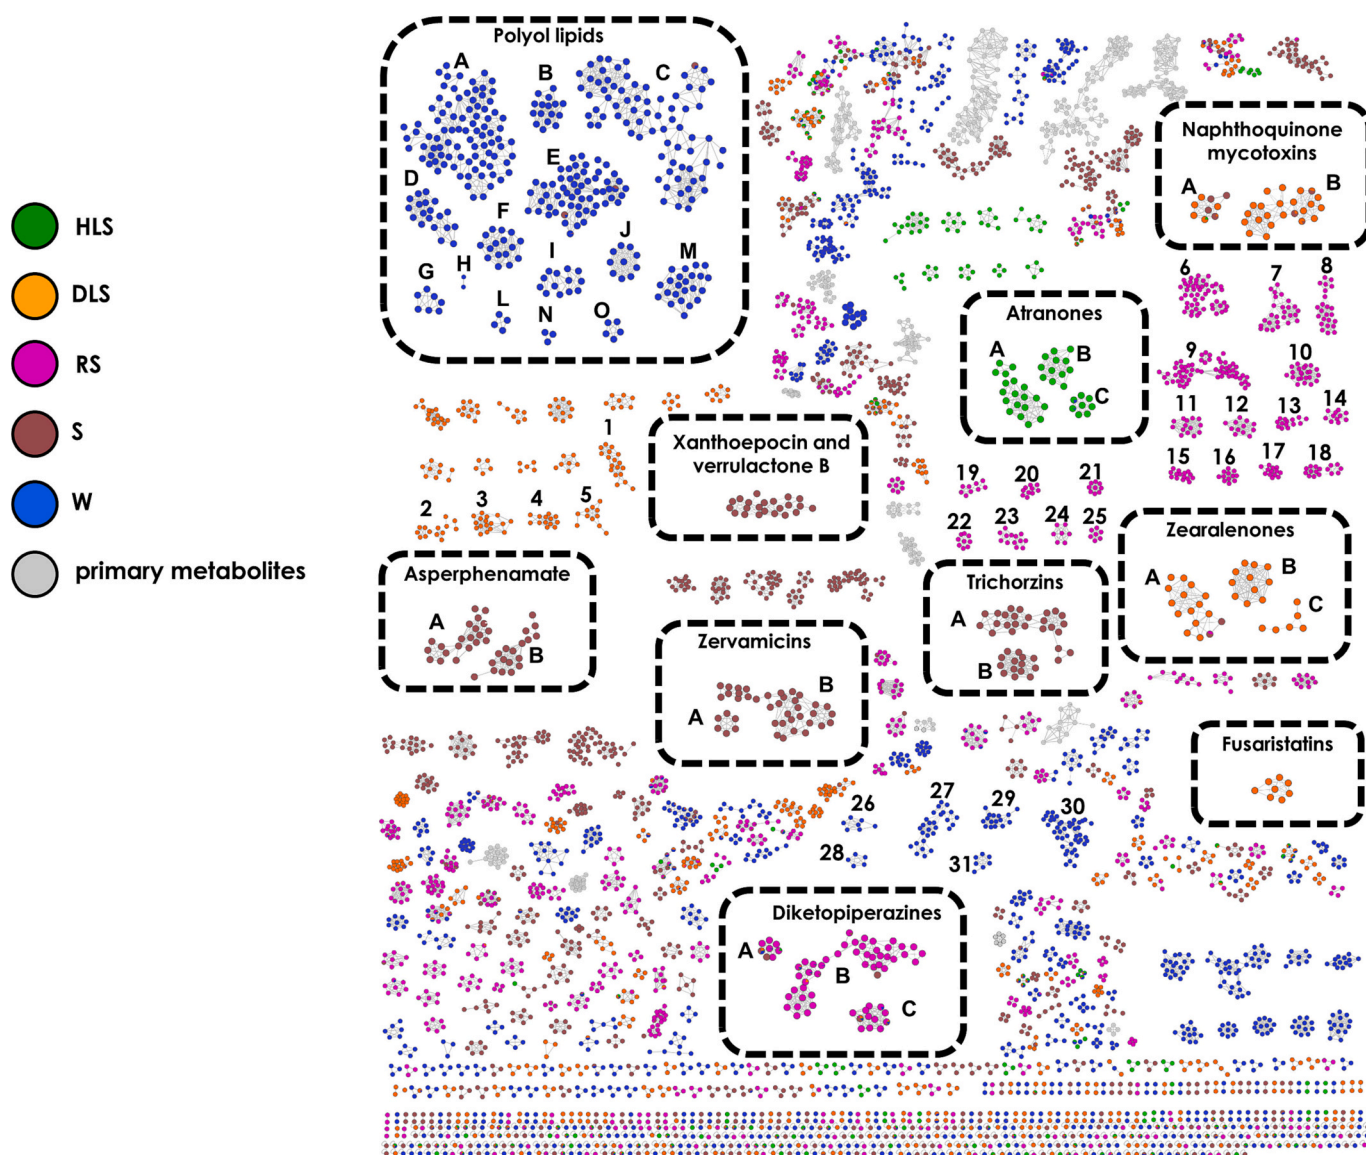 HLS
DLS
RS
S
W
primary metabolites
Polyol lipids
A
B
C
D
E
F
G
H
I
J
L
M
N
O
Naphthoquinone
mycotoxins
A
B
6
7
8
9
10
11
12
13
14
15
16
17
18
Atranones
A
B
C
19
20
21
22
23
24
25
1
2
3
4
5
Xanthoepocin and
verrulactone B
Asperphenamate
A
B
Zervamicins
A
B
Trichorzins
A
B
Zearalenones
A
B
C
Fusaristatins
26
27
28
29
30
31
Diketopiperazines
A
B
C